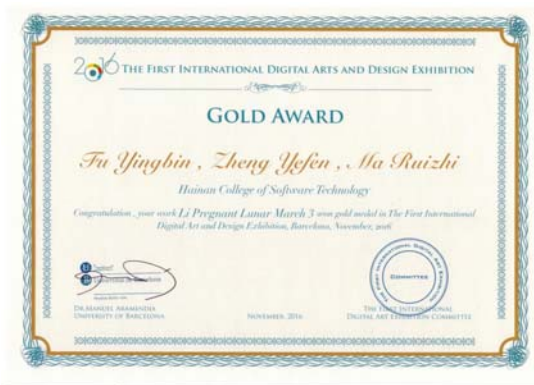 2016 THE FIRST INTERNATIONAL DIGITAL ARTS AND DESIGN EXHIBITION
GOLD AWARD
Fu Yingbin , Zheng Yefen , Ma Ruizhi
Hainan College of Software Technology
Congratulation , your work Li Pregnant Lunar March 3 won gold medal in The First International
Digital Art and Design Exhibition, Barcelona, November, 2016
COMMITTEE
DR.MANUEL ARAMENDIA
UNIVERSITY OF BARCELONA
NOVEMBER. 2016
THE FIRST INTERNATIONAL
DIGITAL ART EXHIBITION COMMITTEE